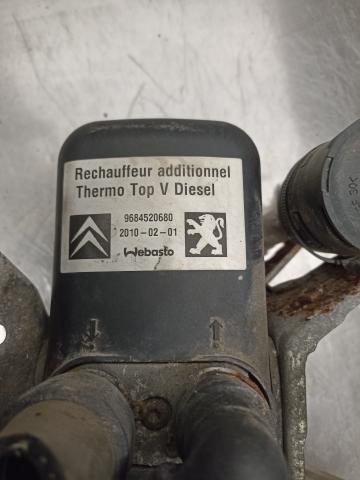 Rechauffeur additionnel
Thermo Top V Diesel
9684520680
2010-02-01
Webasto